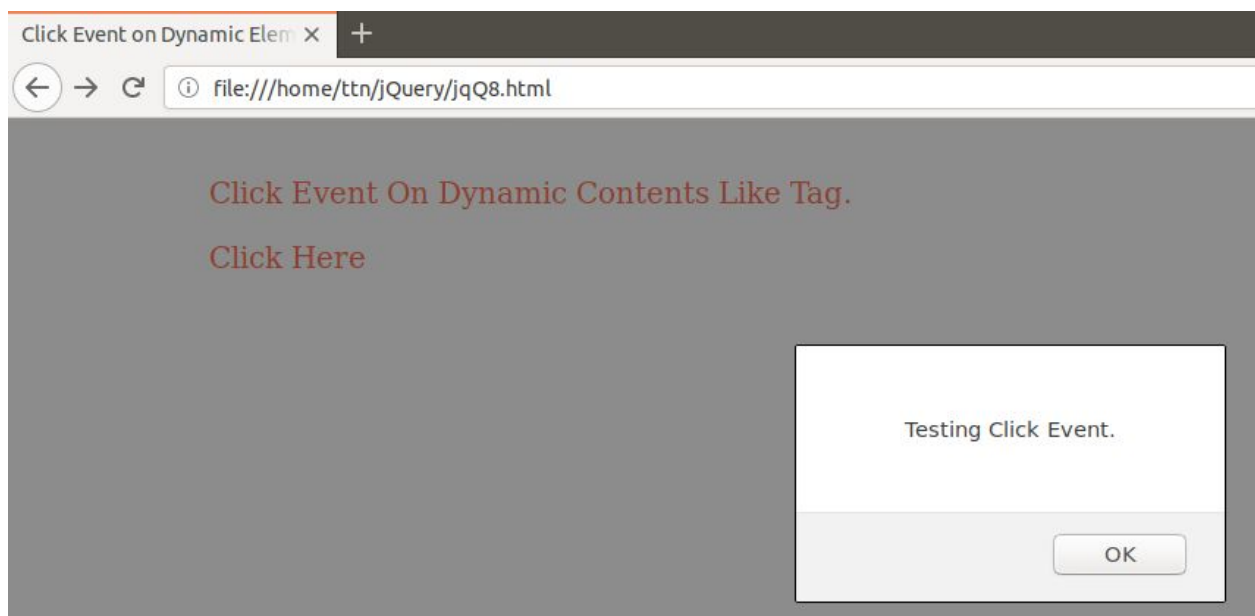 Click Event on Dynamic Elem
file:///home/ttn/jQuery/jqQ8.html
Click Event On Dynamic Contents Like Tag.
Click Here
Testing Click Event.
OK